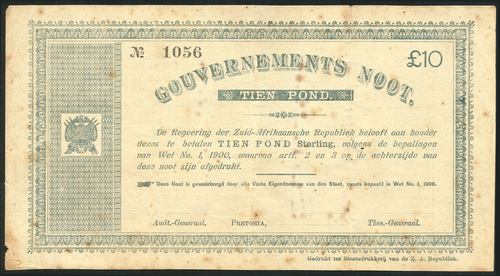 № 1056
GOUVERNEMENTS NOOT.
£10
TIEN POND.
De Regeering der Zuid-Afrikaansche Republiek belooft aan houder
dezes te betalen TIEN POND Sterling, volgens de bepalingen
van Wet No. 1, 1900, waarvan artt. 2 en 3 op de achterzijde van
deze noot zijn afgedrukt.
Deze Noot is gewaarborgd door alle Vaste Eigendommen van den Staat, zooals bepaald in Wet No. 1, 1900.
Audt.-Generaal. PRETORIA, Thes.-Generaal.
Gedrukt ter Staatsdrukkerij van de Z. A. Republiek.